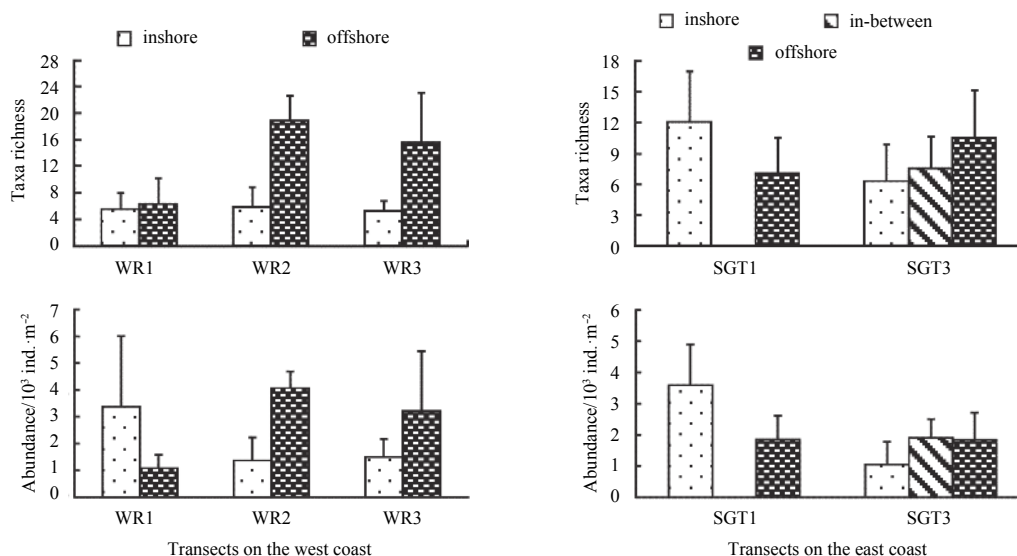 inshore offshore
Taxa richness
28
24
20
16
12
8
4
0
WR1 WR2 WR3
inshore in-between
offshore
Taxa richness
18
15
12
9
6
3
0
SGT1 SGT3
Abundance/10³ ind.·m⁻²
7
6
5
4
3
2
1
0
WR1 WR2 WR3
Transects on the west coast
Abundance/10³ ind.·m⁻²
6
5
4
3
2
1
0
SGT1 SGT3
Transects on the east coast